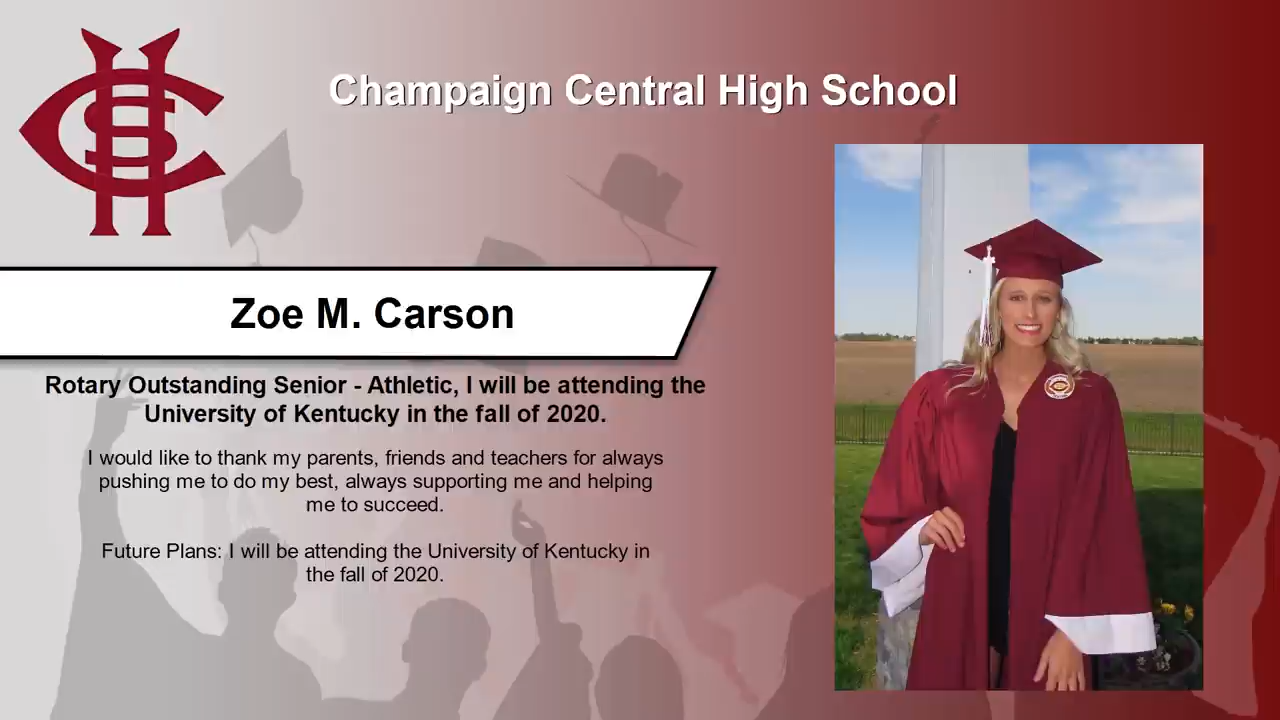 CHS
Champaign Central High School
Zoe M. Carson
Rotary Outstanding Senior - Athletic, I will be attending the
University of Kentucky in the fall of 2020.
I would like to thank my parents, friends and teachers for always
pushing me to do my best, always supporting me and helping
me to succeed.
Future Plans: I will be attending the University of Kentucky in
the fall of 2020.